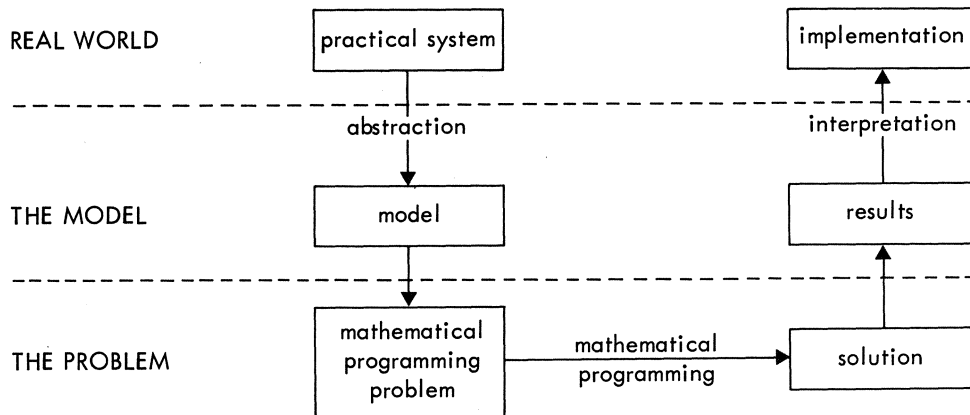 REAL WORLD
practical system
implementation
abstraction
interpretation
THE MODEL
model
results
THE PROBLEM
mathematical
programming
problem
mathematical
programming
solution